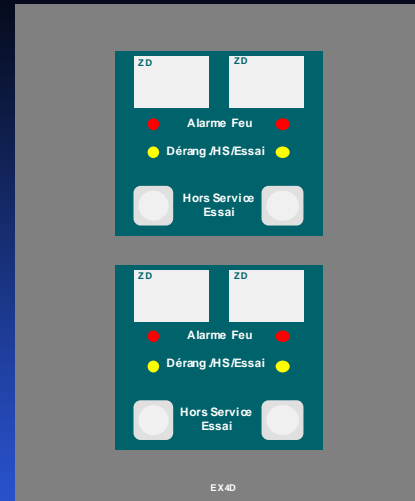 ZD ZD
Alarme Feu
Dérang./HS/Essai
Hors Service
Essai
ZD ZD
Alarme Feu
Dérang./HS/Essai
Hors Service
Essai
EX4D